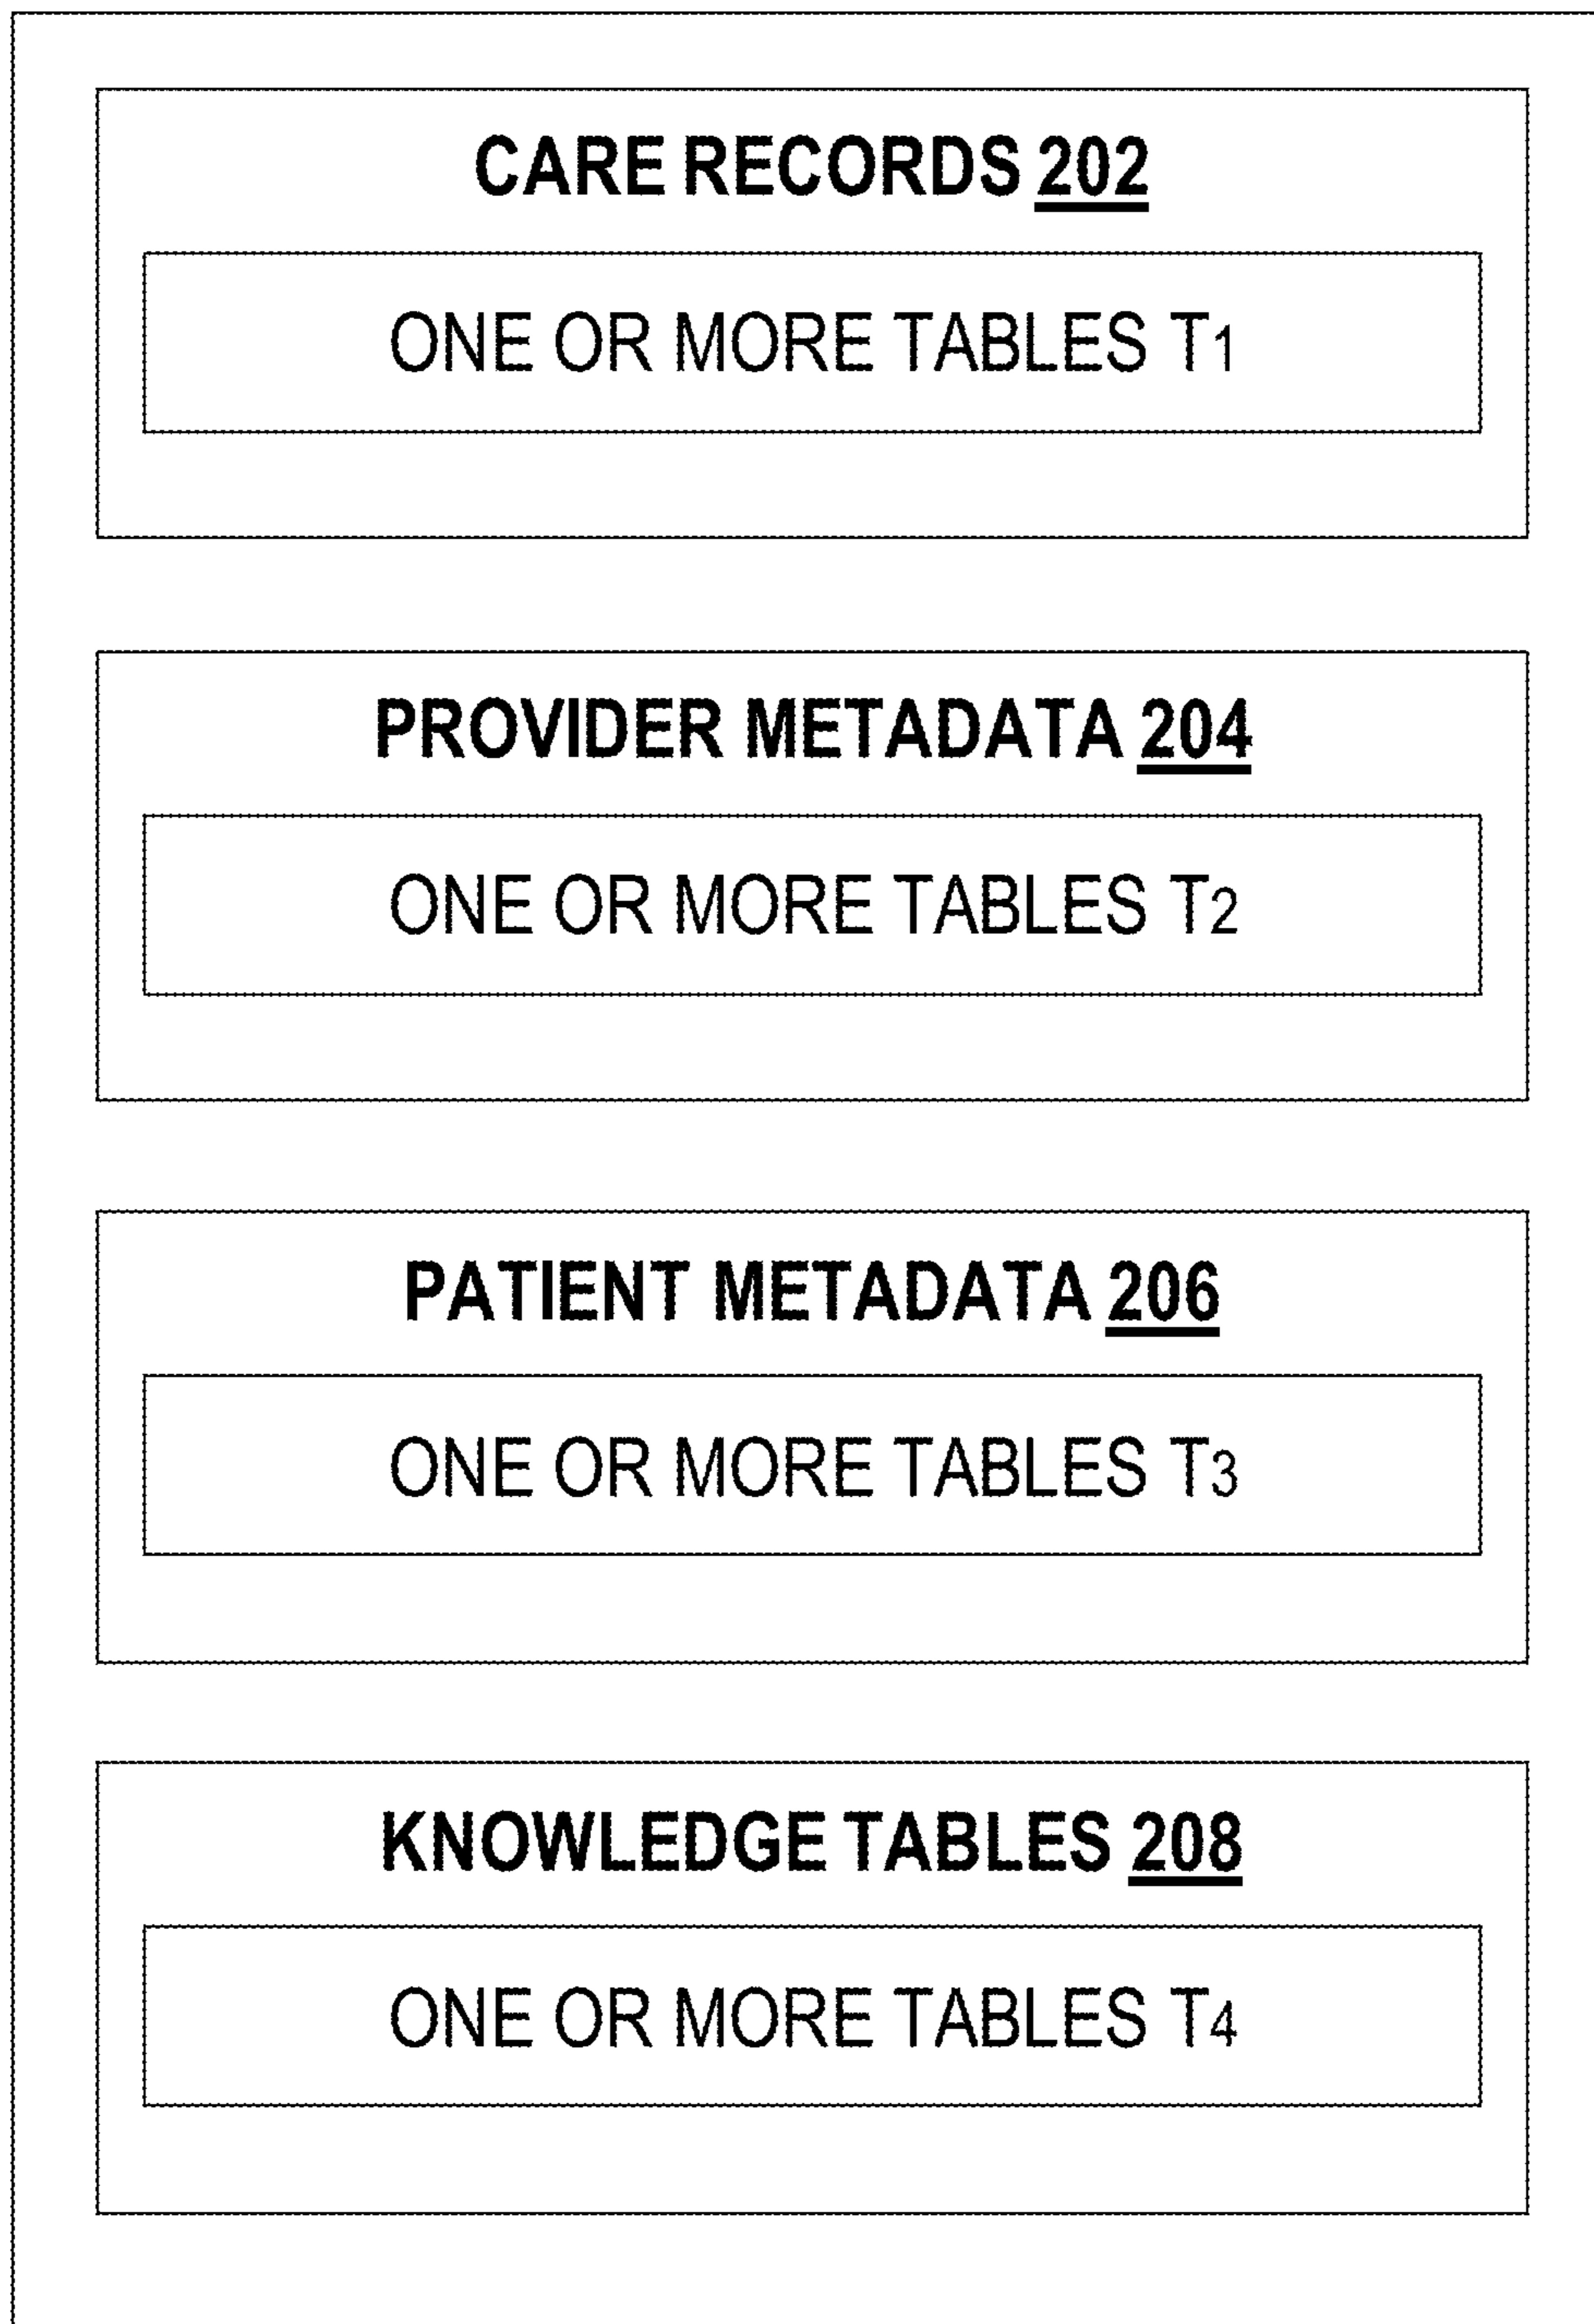 CARE RECORDS 202
ONE OR MORE TABLES T1
PROVIDER METADATA 204
ONE OR MORE TABLES T2
PATIENT METADATA 206
ONE OR MORE TABLES T3
KNOWLEDGE TABLES 208
ONE OR MORE TABLES T4